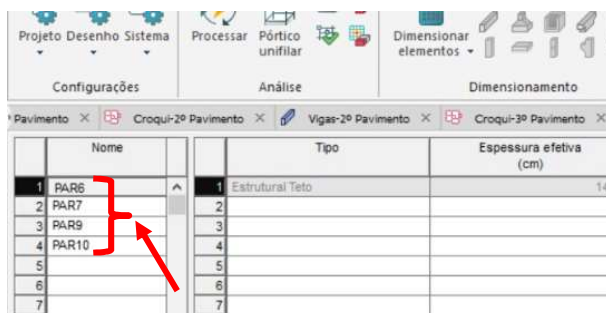 Projeto Desenho Sistema
Processar Pórtico unifilar
Dimensionar elementos
Configurações
Análise
Dimensionamento
Pavimento
Croqui-2º Pavimento
Vigas-2º Pavimento
Croqui-3º Pavimento
Nome
Tipo
Espessura efetiva
(cm)
1 PAR6
1 Estrutural Teto 14
2 PAR7
2
3 PAR9
3
4 PAR10
4
5
5
6
6
7
7